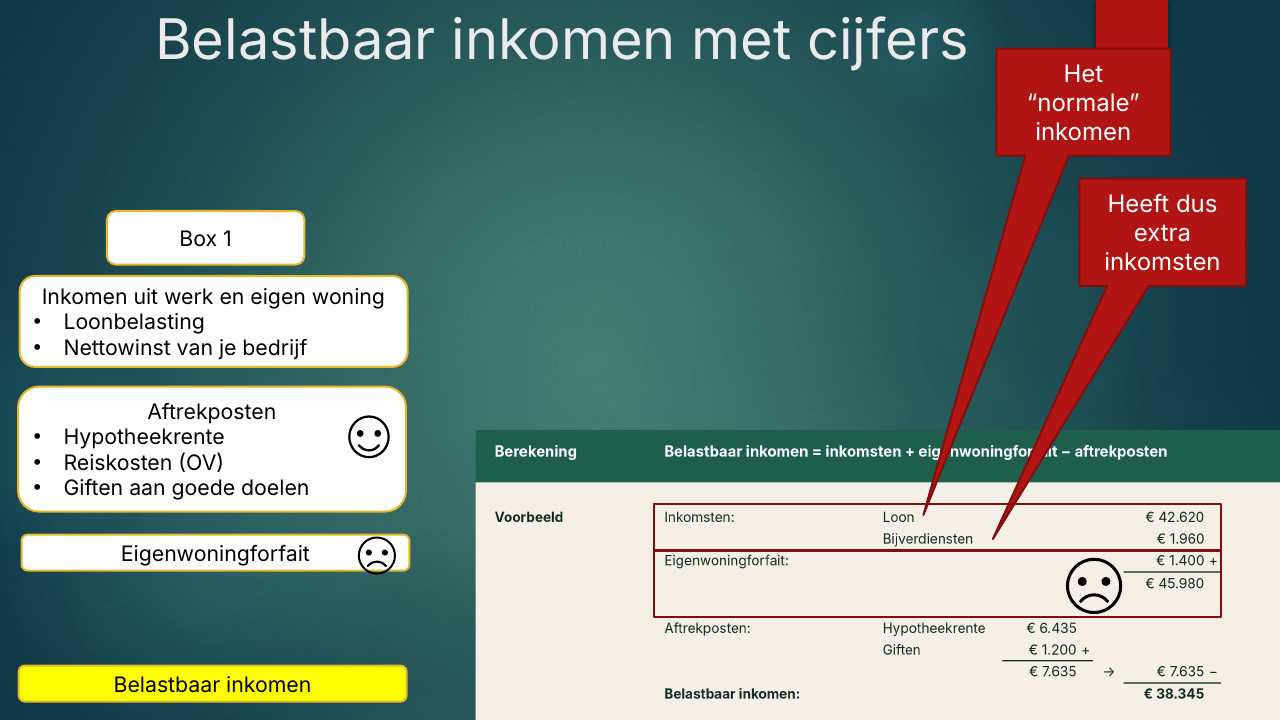 Belastbaar inkomen met cijfers
Het
“normale”
inkomen
Heeft dus
extra
inkomsten
Box 1
Inkomen uit werk en eigen woning
• Loonbelasting
• Nettowinst van je bedrijf
Aftrekposten
• Hypotheekrente
• Reiskosten (OV)
• Giften aan goede doelen
Eigenwoningforfait
Belastbaar inkomen
Berekening Belastbaar inkomen = inkomsten + eigenwoningforfait – aftrekposten
Voorbeeld Inkomsten: Loon € 42.620
Bijverdiensten € 1.960
Eigenwoningforfait: € 1.400 +
€ 45.980
Aftrekposten: Hypotheekrente € 6.435
Giften € 1.200 +
€ 7.635 → € 7.635 –
Belastbaar inkomen: € 38.345